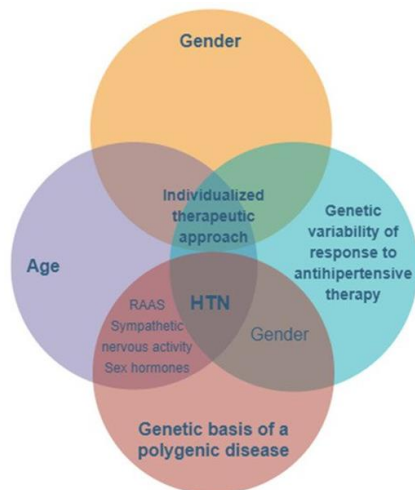 Gender
Individualized
therapeutic
approach
Genetic
variability of
response to
antihipertensive
therapy
Age
HTN
RAAS
Sympathetic
nervous activity
Sex hormones
Gender
Genetic basis of a
polygenic disease